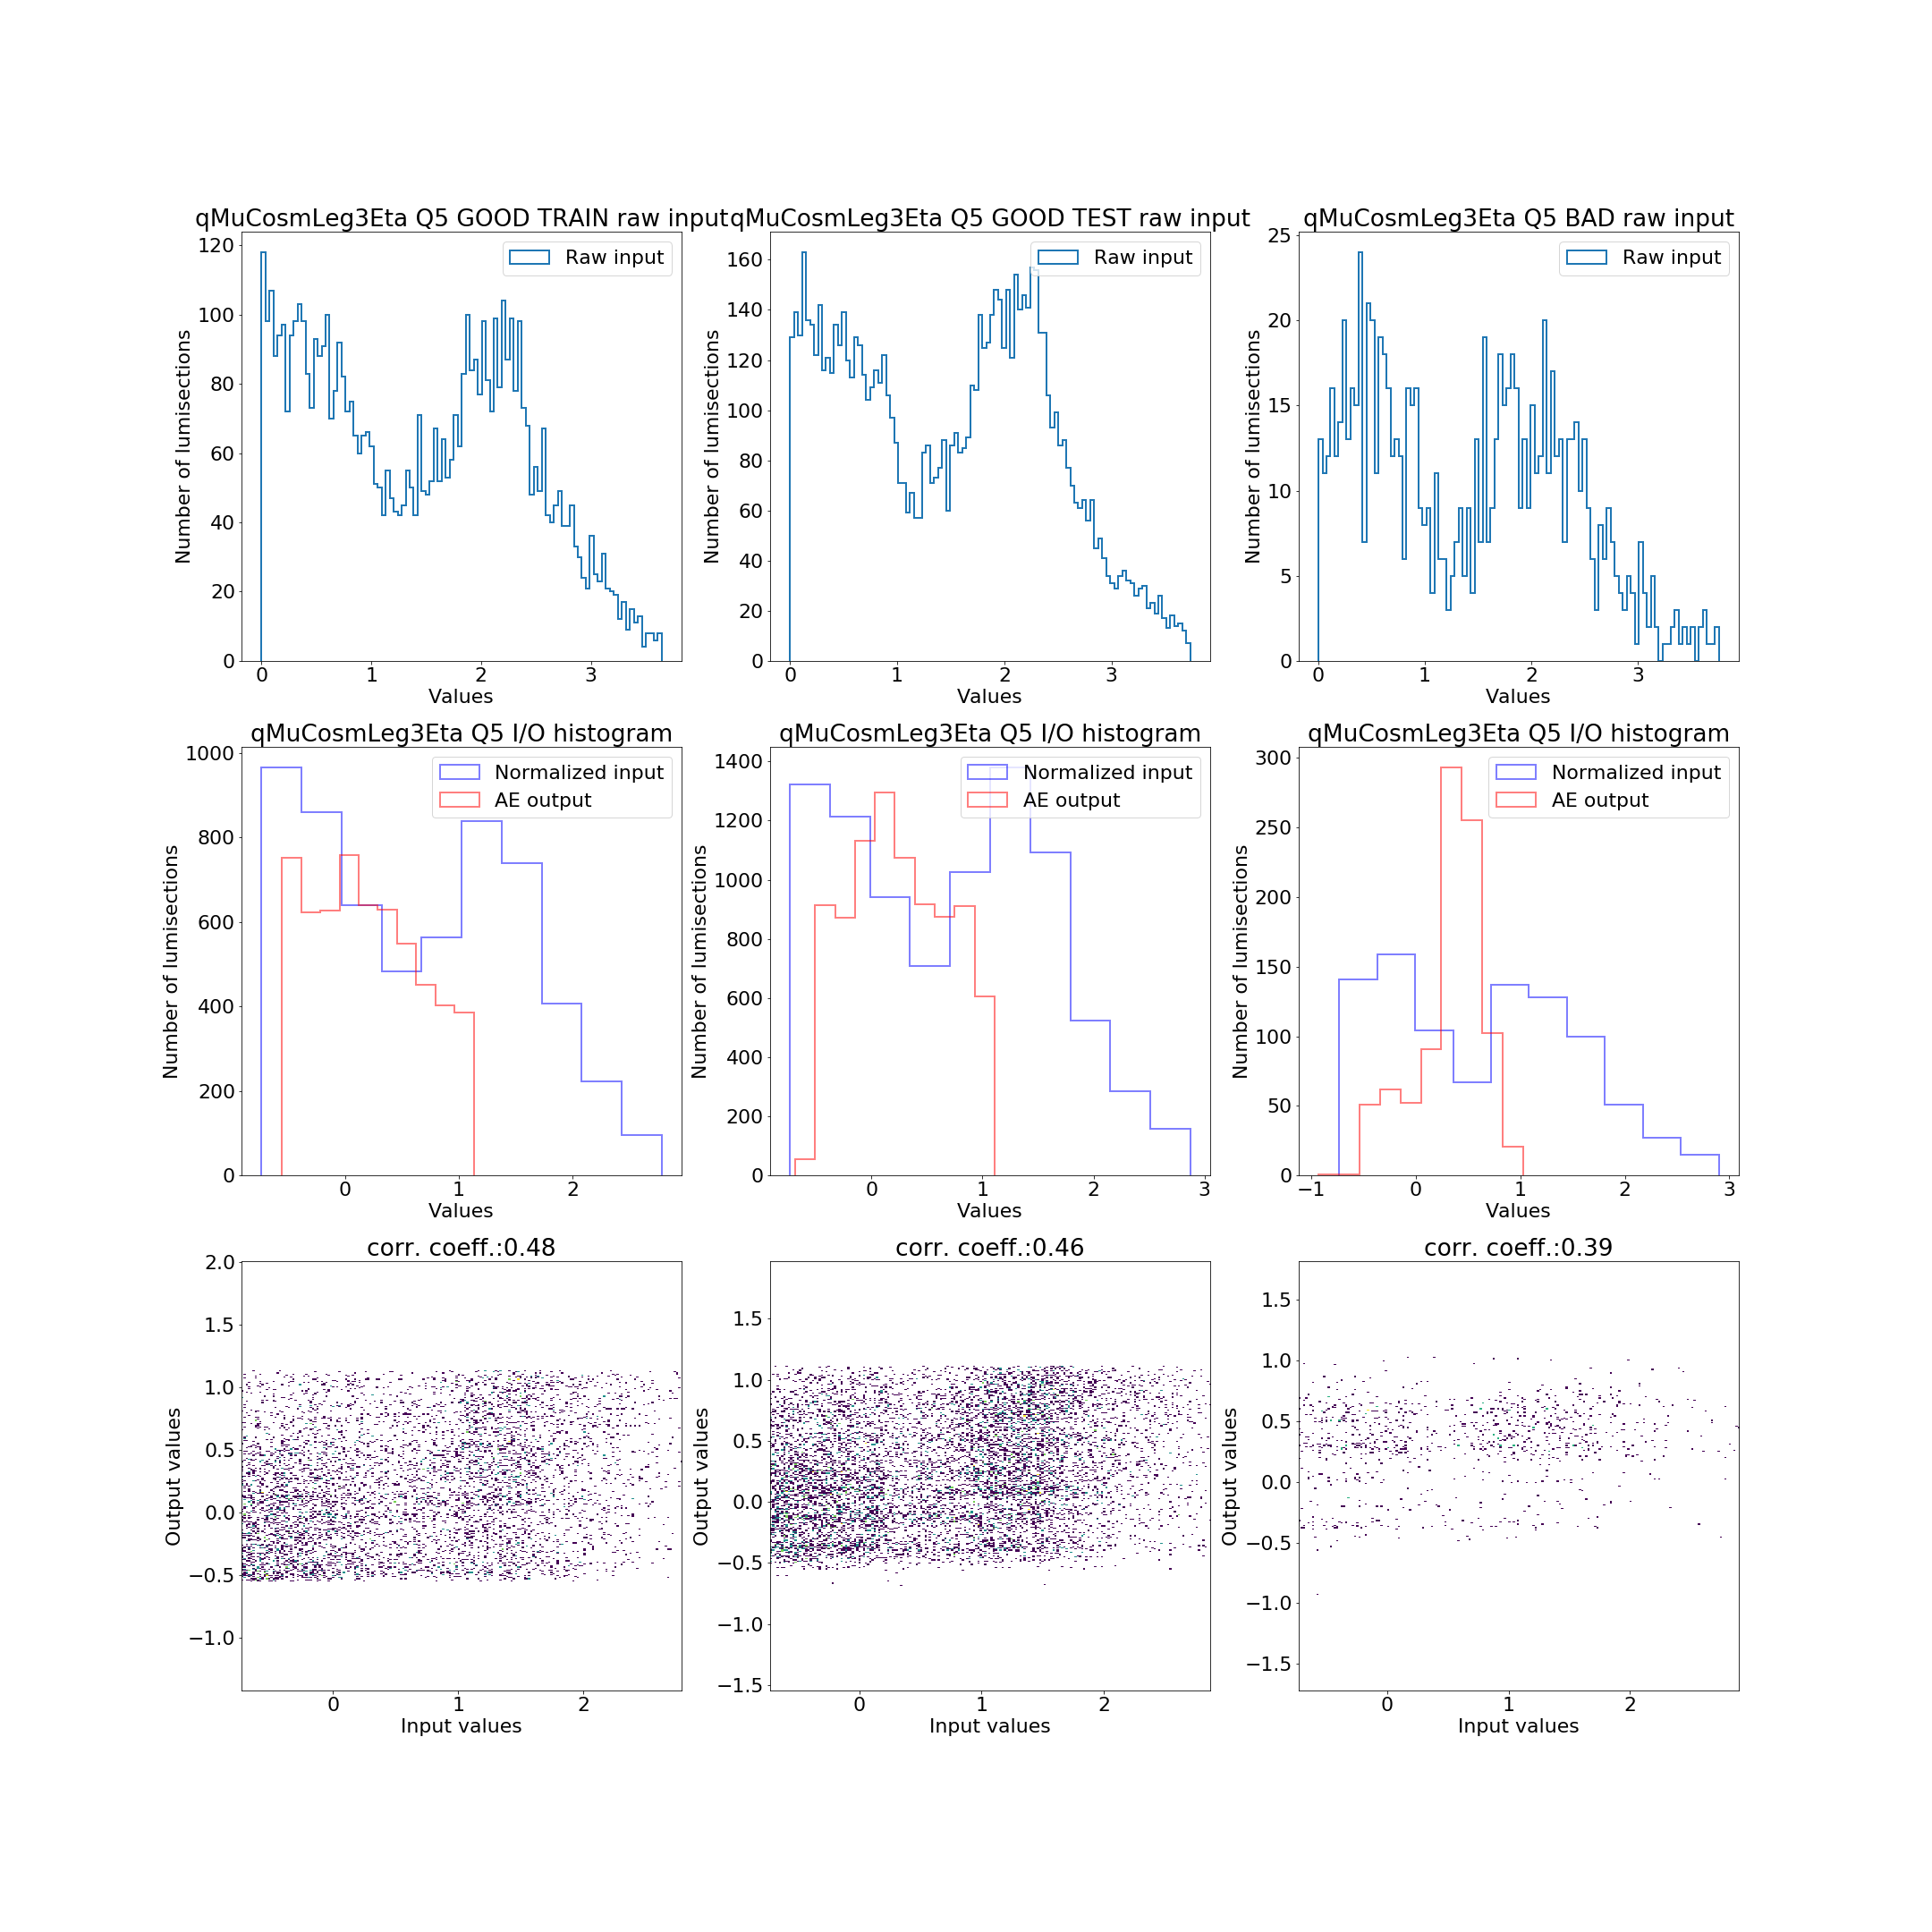 qMuCosmLeg3Eta Q5 GOOD TRAIN raw input
Number of lumisections
120
100
80
60
40
20
0
Raw input
0 1 2 3
Values
qMuCosmLeg3Eta Q5 GOOD TEST raw input
Number of lumisections
160
140
120
100
80
60
40
20
0
Raw input
0 1 2 3
Values
qMuCosmLeg3Eta Q5 BAD raw input
Number of lumisections
25
20
15
10
5
0
Raw input
0 1 2 3
Values
qMuCosmLeg3Eta Q5 I/O histogram
Number of lumisections
1000
800
600
400
200
0
Normalized input
AE output
0 1 2
Values
qMuCosmLeg3Eta Q5 I/O histogram
Number of lumisections
1400
1200
1000
800
600
400
200
0
Normalized input
AE output
0 1 2 3
Values
qMuCosmLeg3Eta Q5 I/O histogram
Number of lumisections
300
250
200
150
100
50
0
Normalized input
AE output
−1 0 1 2 3
Values
corr. coeff.:0.48
Output values
2.0
1.5
1.0
0.5
0.0
−0.5
−1.0
0 1 2
Input values
corr. coeff.:0.46
Output values
1.5
1.0
0.5
0.0
−0.5
−1.0
−1.5
0 1 2
Input values
corr. coeff.:0.39
Output values
1.5
1.0
0.5
0.0
−0.5
−1.0
−1.5
0 1 2
Input values